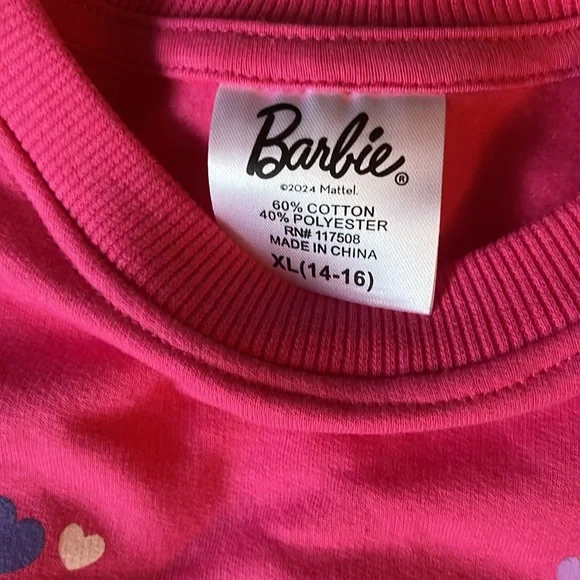 Barbie®
©2024 Mattel.
60% COTTON
40% POLYESTER
RN# 117508
MADE IN CHINA
XL(14-16)